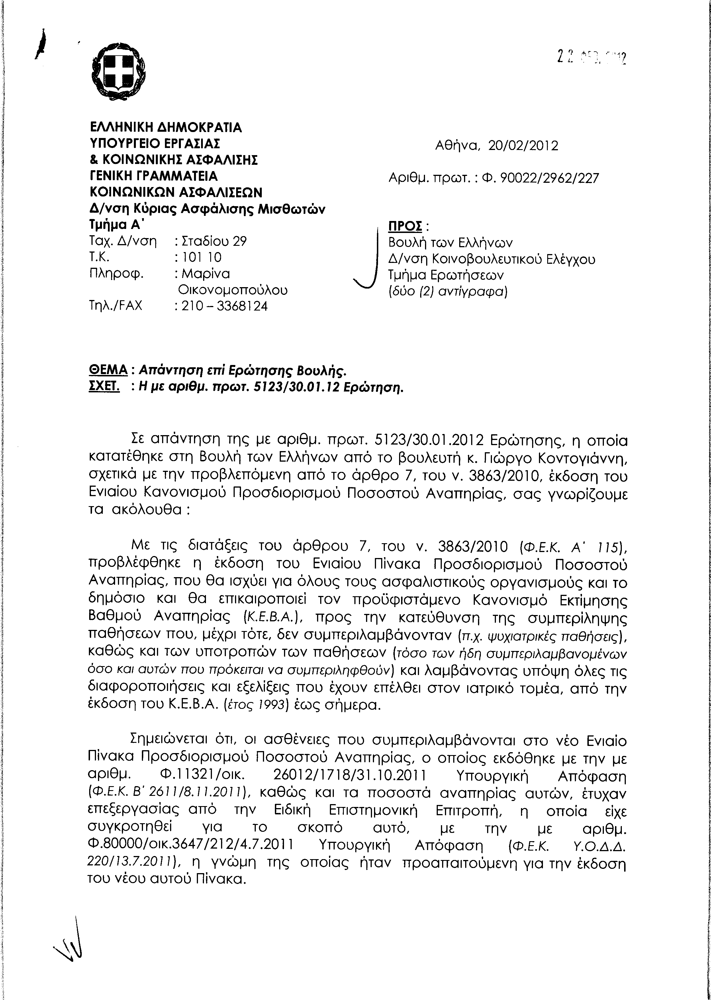 22
ΕΛΛΗΝΙΚΗ ΔΗΜΟΚΡΑΤΙΑ
ΥΠΟΥΡΓΕΙΟ ΕΡΓΑΣΙΑΣ
& ΚΟΙΝΩΝΙΚΗΣ ΑΣΦΑΛΙΣΗΣ
ΓΕΝΙΚΗ ΓΡΑΜΜΑΤΕΙΑ
ΚΟΙΝΩΝΙΚΩΝ ΑΣΦΑΛΙΣΕΩΝ
Δ/νση Κύριας Ασφάλισης Μισθωτών
Τμήμα Α'
Ταχ. Δ/νση : Σταδίου 29
Τ.Κ. : 101 10
Πληροφ. : Μαρίνα
Οικονομοπούλου
Τηλ./FAX : 210 – 3368124
Αθήνα, 20/02/2012
Αριθμ. πρωτ. : Φ. 90022/2962/227
ΠΡΟΣ :
Βουλή των Ελλήνων
Δ/νση Κοινοβουλευτικού Ελέγχου
Τμήμα Ερωτήσεων
(δύο (2) αντίγραφα)
ΘΕΜΑ : Απάντηση επί Ερώτησης Βουλής.
ΣΧΕΤ. : Η με αριθμ. πρωτ. 5123/30.01.12 Ερώτηση.
Σε απάντηση της με αριθμ. πρωτ. 5123/30.01.2012 Ερώτησης, η οποία
κατατέθηκε στη Βουλή των Ελλήνων από το βουλευτή κ. Γιώργο Κοντογιάννη,
σχετικά με την προβλεπόμενη από το άρθρο 7, του ν. 3863/2010, έκδοση του
Ενιαίου Κανονισμού Προσδιορισμού Ποσοστού Αναπηρίας, σας γνωρίζουμε
τα ακόλουθα :
Με τις διατάξεις του άρθρου 7, του ν. 3863/2010 (Φ.Ε.Κ. Α' 115),
προβλέφθηκε η έκδοση του Ενιαίου Πίνακα Προσδιορισμού Ποσοστού
Αναπηρίας, που θα ισχύει για όλους τους ασφαλιστικούς οργανισμούς και το
δημόσιο και θα επικαιροποιεί τον προϋφιστάμενο Κανονισμό Εκτίμησης
Βαθμού Αναπηρίας (Κ.Ε.Β.Α.), προς την κατεύθυνση της συμπερίληψης
παθήσεων που, μέχρι τότε, δεν συμπεριλαμβάνονταν (π.χ. ψυχιατρικές παθήσεις),
καθώς και των υποτροπών των παθήσεων (τόσο των ήδη συμπεριλαμβανομένων
όσο και αυτών που πρόκειται να συμπεριληφθούν) και λαμβάνοντας υπόψη όλες τις
διαφοροποιήσεις και εξελίξεις που έχουν επέλθει στον ιατρικό τομέα, από την
έκδοση του Κ.Ε.Β.Α. (έτος 1993) έως σήμερα.
Σημειώνεται ότι, οι ασθένειες που συμπεριλαμβάνονται στο νέο Ενιαίο
Πίνακα Προσδιορισμού Ποσοστού Αναπηρίας, ο οποίος εκδόθηκε με την με
αριθμ. Φ.11321/οικ. 26012/1718/31.10.2011 Υπουργική Απόφαση
(Φ.Ε.Κ. Β' 2611/8.11.2011), καθώς και τα ποσοστά αναπηρίας αυτών, έτυχαν
επεξεργασίας από την Ειδική Επιστημονική Επιτροπή, η οποία είχε
συγκροτηθεί για το σκοπό αυτό, με την με αριθμ.
Φ.80000/οικ.3647/212/4.7.2011 Υπουργική Απόφαση (Φ.Ε.Κ. Υ.Ο.Δ.Δ.
220/13.7.2011), η γνώμη της οποίας ήταν προαπαιτούμενη για την έκδοση
του νέου αυτού Πίνακα.